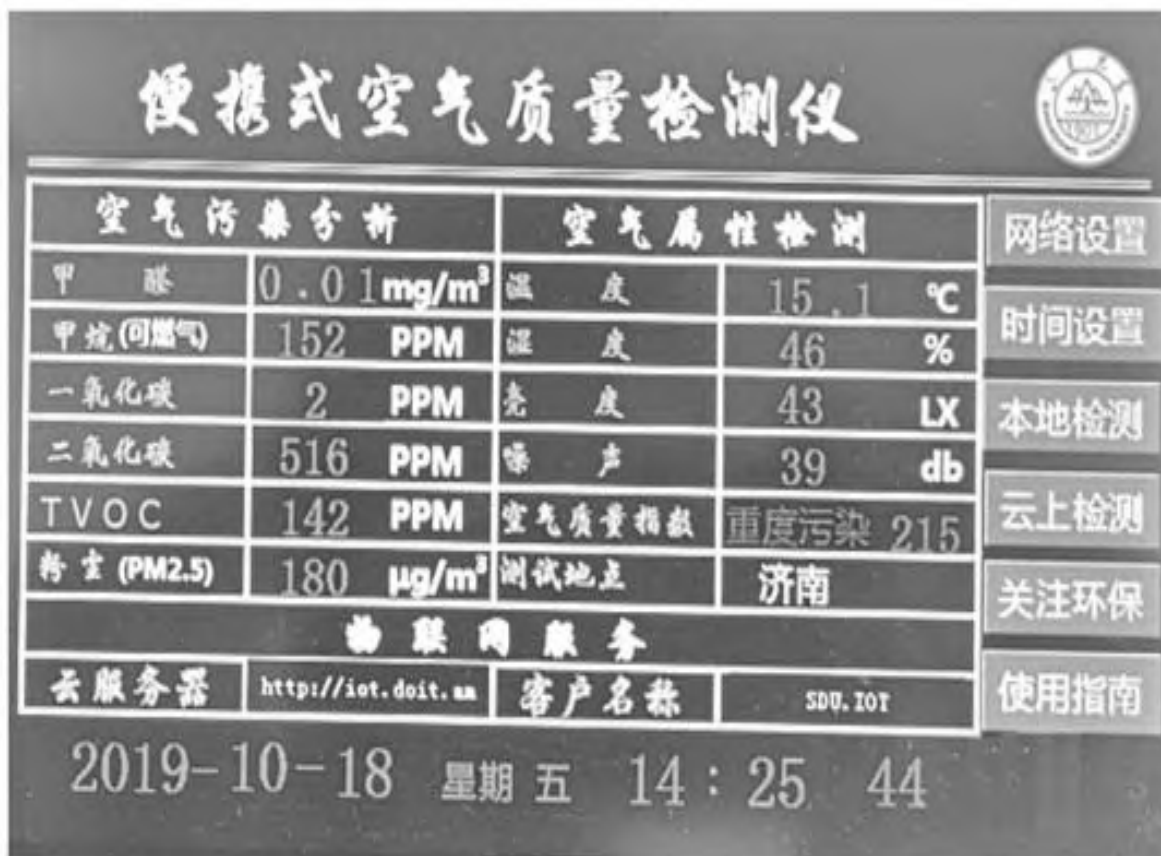 便携式空气质量检测仪
空气污染分析 空气属性检测
甲 醛 0.01 mg/m³ 温 度 15.1 ℃
甲烷(可燃气) 152 PPM 湿 度 46 %
一氧化碳 2 PPM 亮 度 43 LX
二氧化碳 516 PPM 噪 声 39 db
TVOC 142 PPM 空气质量指数 重度污染 215
粉尘(PM2.5) 180 μg/m³ 测试地点 济南
物联网服务
云服务器 http://iot.doit.am 客户名称 SDU.IOT
2019-10-18 星期五 14:25 44
网络设置
时间设置
本地检测
云上检测
关注环保
使用指南